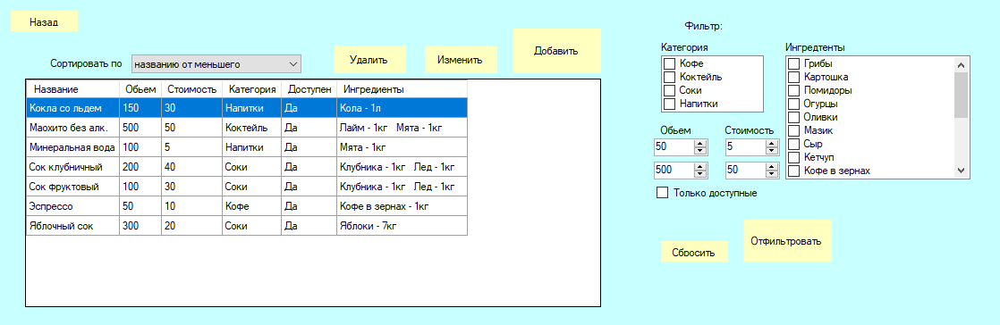 Назад
Сортировать по
названию от меньшего
Удалить
Изменить
Добавить
Название Обьем Стоимость Категория Доступен Ингредиенты
Кокла со льдем 150 30 Напитки Да Кола - 1л
Маохито без алк. 500 50 Коктейль Да Лайм - 1кг Мята - 1кг
Минеральная вода 100 5 Напитки Да Мята - 1кг
Сок клубничный 200 40 Соки Да Клубника - 1кг Лед - 1кг
Сок фруктовый 100 30 Соки Да Клубника - 1кг Лед - 1кг
Эспрессо 50 10 Кофе Да Кофе в зернах - 1кг
Яблочный сок 300 20 Соки Да Яблоки - 7кг
Фильтр:
Категория
Кофе
Коктейль
Соки
Напитки
Ингредтенты
Грибы
Картошка
Помидоры
Огурцы
Оливки
Мазик
Сыр
Кетчуп
Кофе в зернах
Обьем Стоимость
50 5
500 50
Только доступные
Сбросить
Отфильтровать